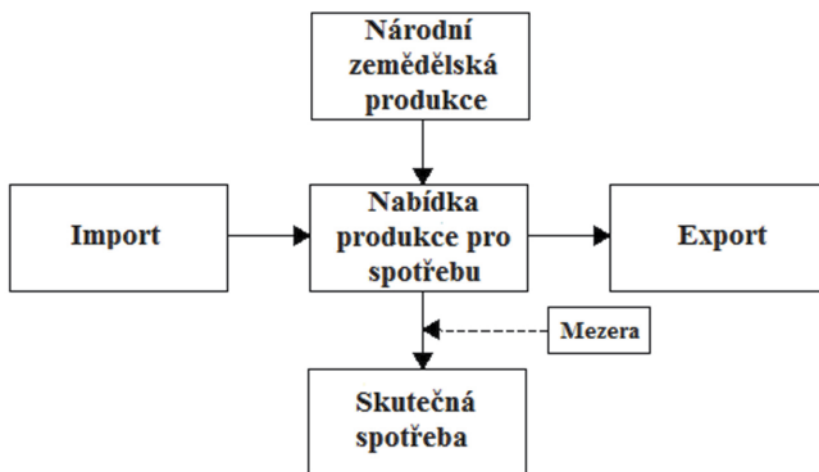 Národní
zemědělská
produkce
Import
Nabídka
produkce pro
spotřebu
Export
Mezera
Skutečná
spotřeba